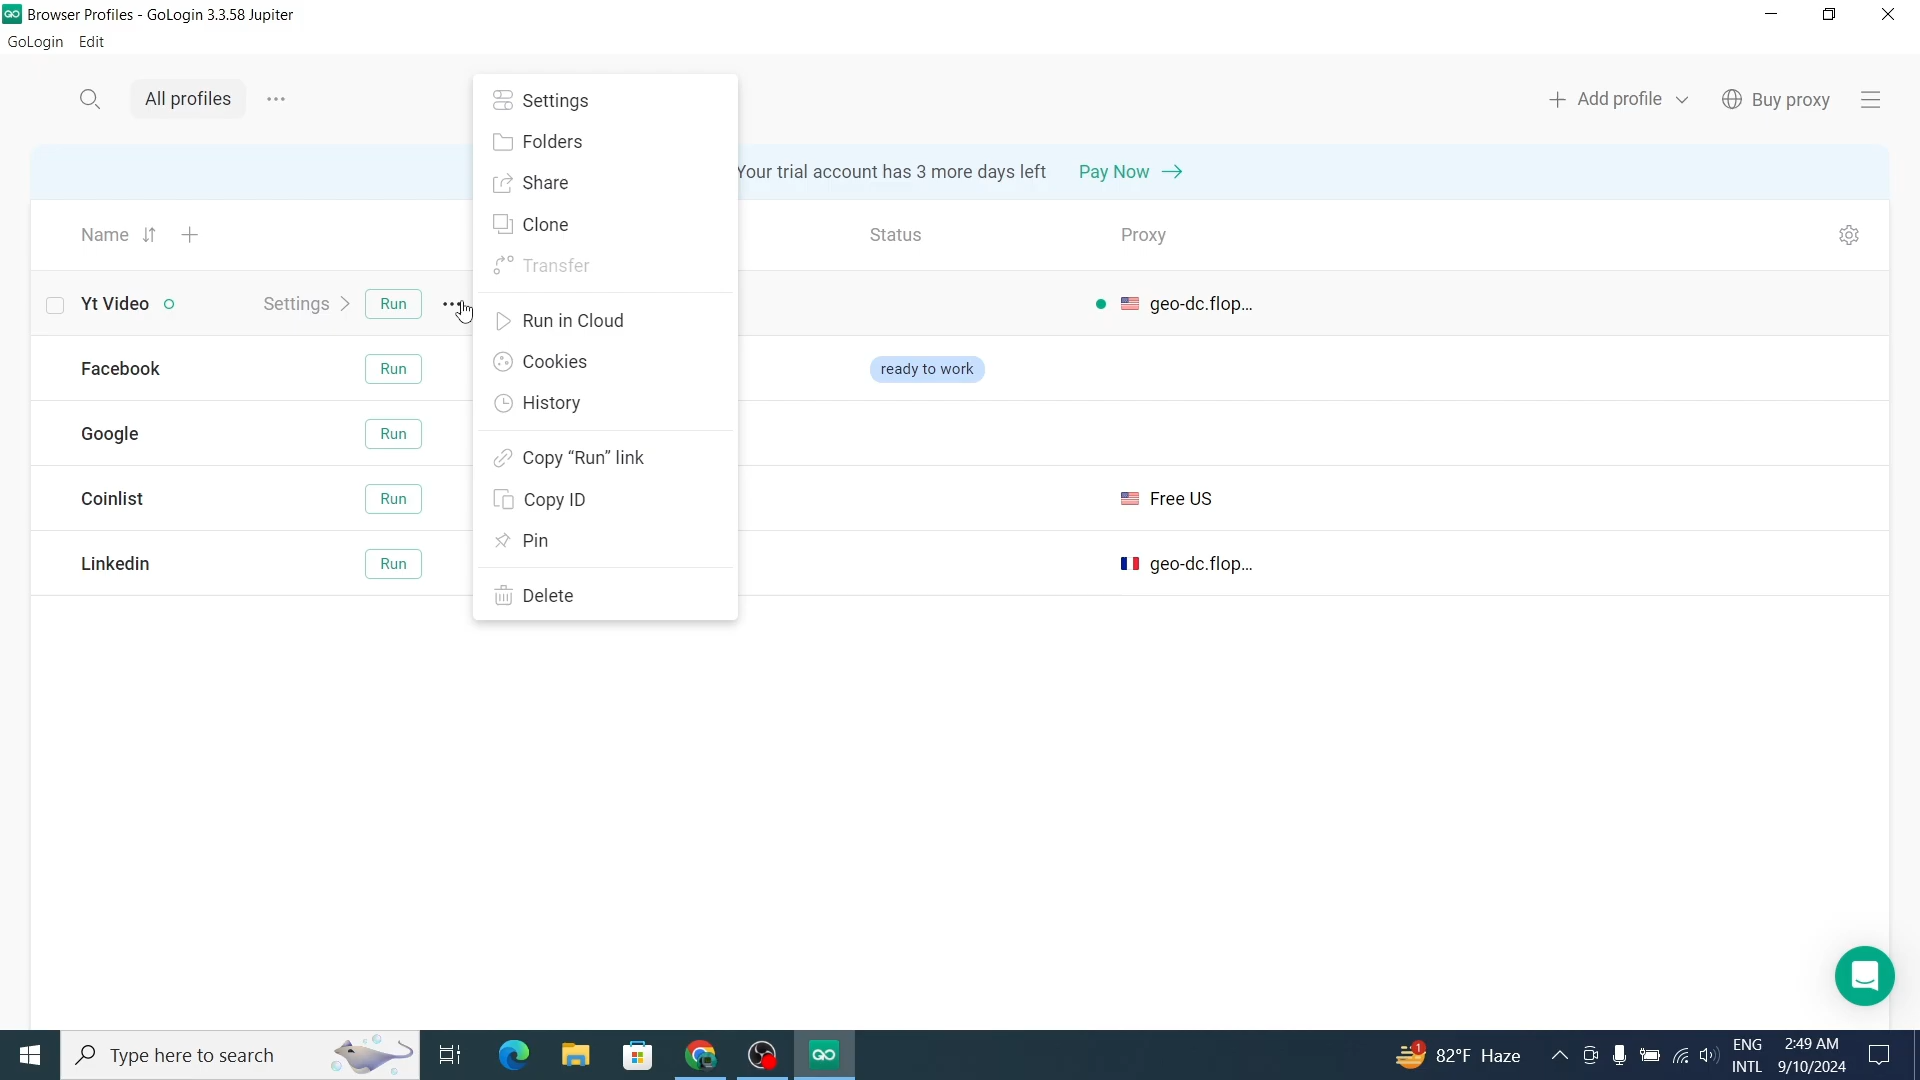 Browser Profiles - GoLogin 3.3.58 Jupiter
GoLogin Edit
All profiles
Add profile
Buy proxy
Your trial account has 3 more days left Pay Now
Name
Status
Proxy
Yt Video Settings Run geo-dc.flop...
Facebook Run ready to work
Google Run
Coinlist Run Free US
Linkedin Run geo-dc.flop...
Settings
Folders
Share
Clone
Transfer
Run in Cloud
Cookies
History
Copy “Run” link
Copy ID
Pin
Delete
Type here to search
GO
1
82°F Haze
ENG
INTL
2:49 AM
9/10/2024